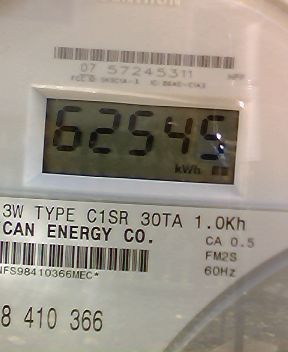 07 57245311
62545
kWh
3W TYPE C1SR 30TA 1.0Kh
CAN ENERGY CO.
CA 0.5
FM2S
60Hz
NFS98410366MEC*
8 410 366